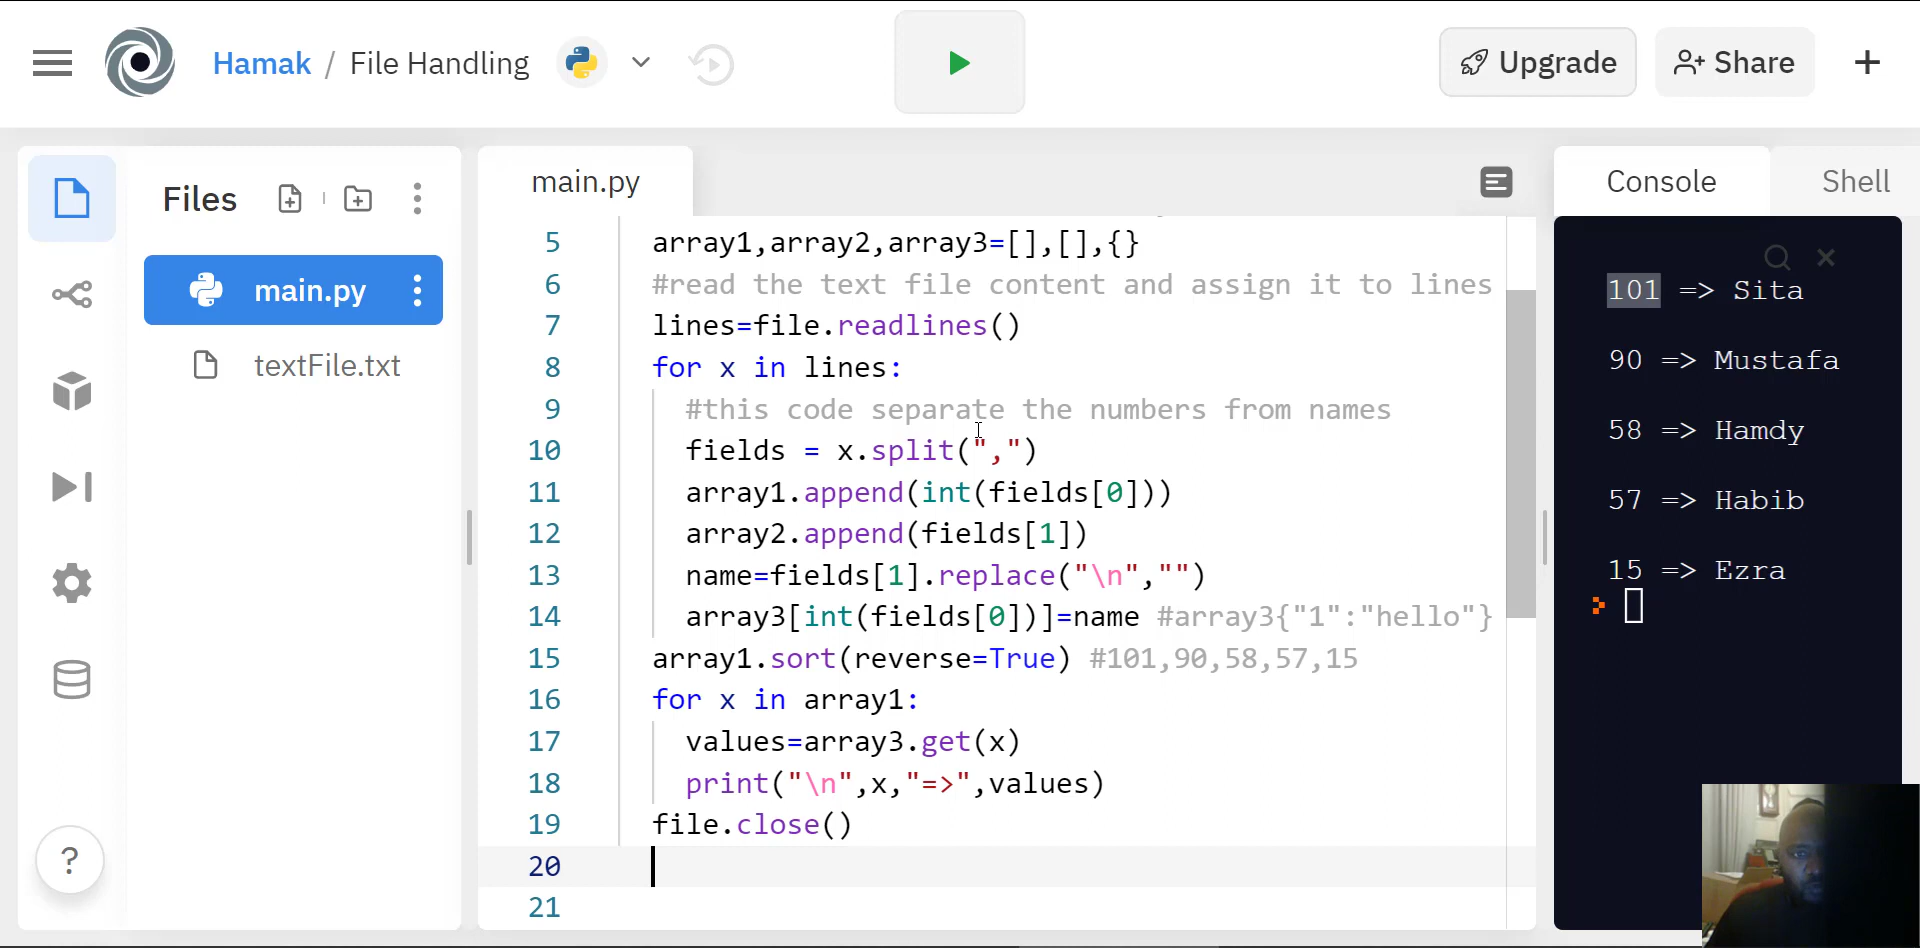 Hamak / File Handling
Upgrade
Share
Files
main.py
textFile.txt
?
main.py
5 array1,array2,array3=[],[],{}
6 #read the text file content and assign it to lines
7 lines=file.readlines()
8 for x in lines:
9 #this code separate the numbers from names
10 fields = x.split(",")
11 array1.append(int(fields[0]))
12 array2.append(fields[1])
13 name=fields[1].replace("\n","")
14 array3[int(fields[0])]=name #array3{"1":"hello"}
15 array1.sort(reverse=True) #101,90,58,57,15
16 for x in array1:
17 values=array3.get(x)
18 print("\n",x,"=>",values)
19 file.close()
20
21
Console
Shell
101 => Sita
90 => Mustafa
58 => Hamdy
57 => Habib
15 => Ezra